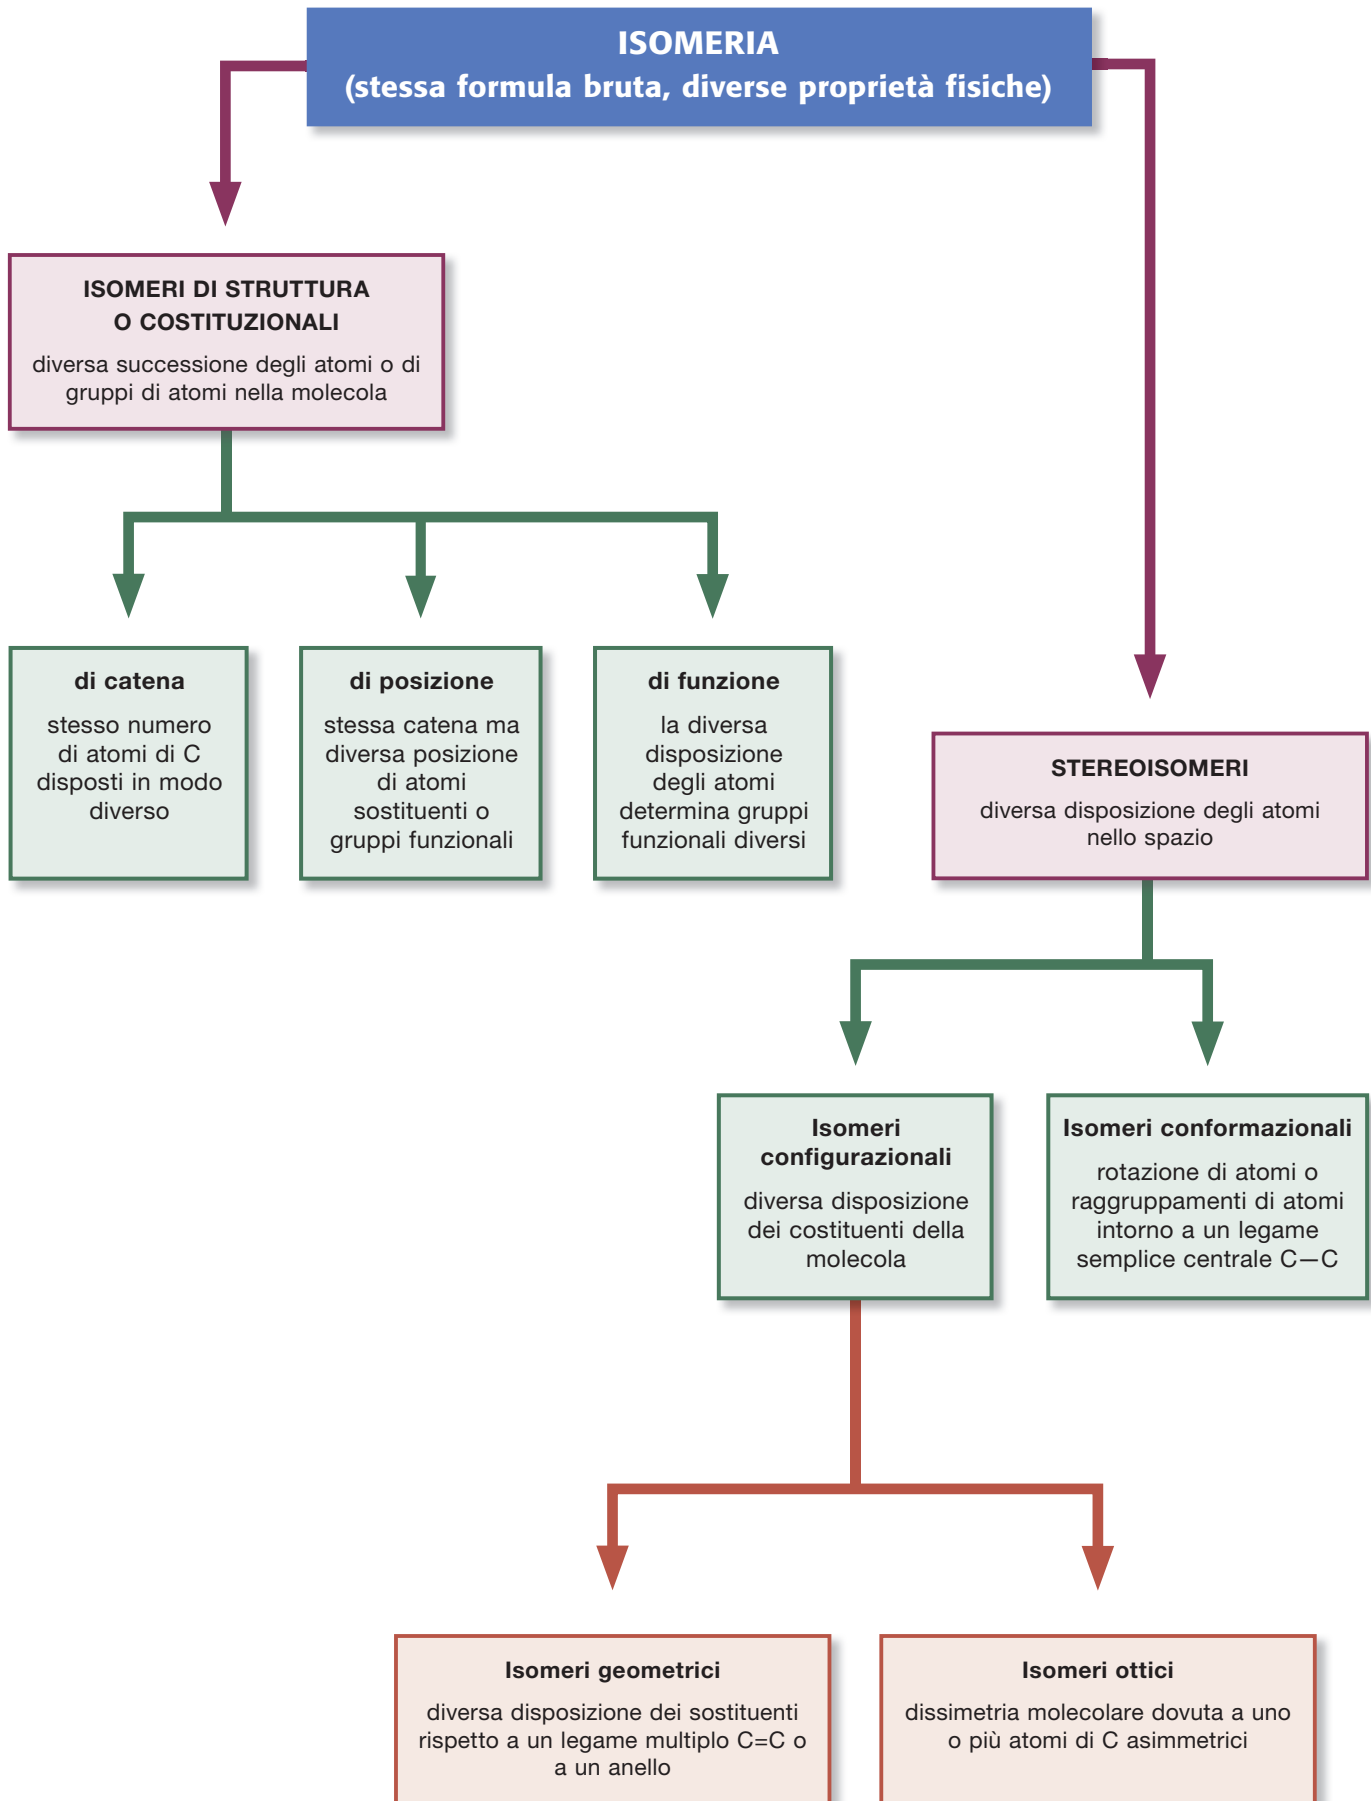 ISOMERIA
(stessa formula bruta, diverse proprietà fisiche)
ISOMERI DI STRUTTURA
O COSTITUZIONALI
diversa successione degli atomi o di
gruppi di atomi nella molecola
di catena
stesso numero
di atomi di C
disposti in modo
diverso
di posizione
stessa catena ma
diversa posizione
di atomi
sostituenti o
gruppi funzionali
di funzione
la diversa
disposizione
degli atomi
determina gruppi
funzionali diversi
STEREOISOMERI
diversa disposizione degli atomi
nello spazio
Isomeri
configurazionali
diversa disposizione
dei costituenti della
molecola
Isomeri conformazionali
rotazione di atomi o
raggruppamenti di atomi
intorno a un legame
semplice centrale C—C
Isomeri geometrici
diversa disposizione dei sostituenti
rispetto a un legame multiplo C=C o
a un anello
Isomeri ottici
dissimetria molecolare dovuta a uno
o più atomi di C asimmetrici